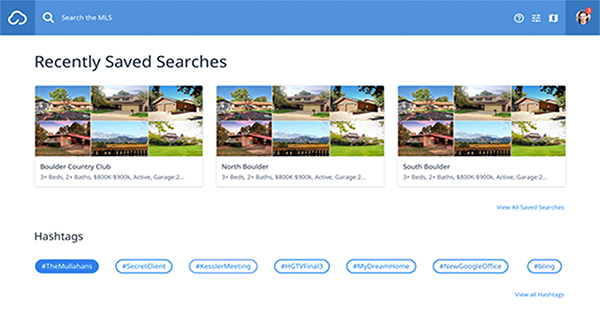 Search the MLS
Recently Saved Searches
Boulder Country Club
3+ Beds, 2+ Baths, $800K-$900k, Active, Garage:2...
North Boulder
3+ Beds, 2+ Baths, $800K-$900k, Active, Garage:2...
South Boulder
3+ Beds, 2+ Baths, $800K-$900k, Active, Garage:2...
View All Saved Searches
Hashtags
#TheMullahans
#SecretClient
#KesslerMeeting
#HGTVFinal3
#MyDreamHome
#NewGoogleOffice
#bling
View all Hashtags